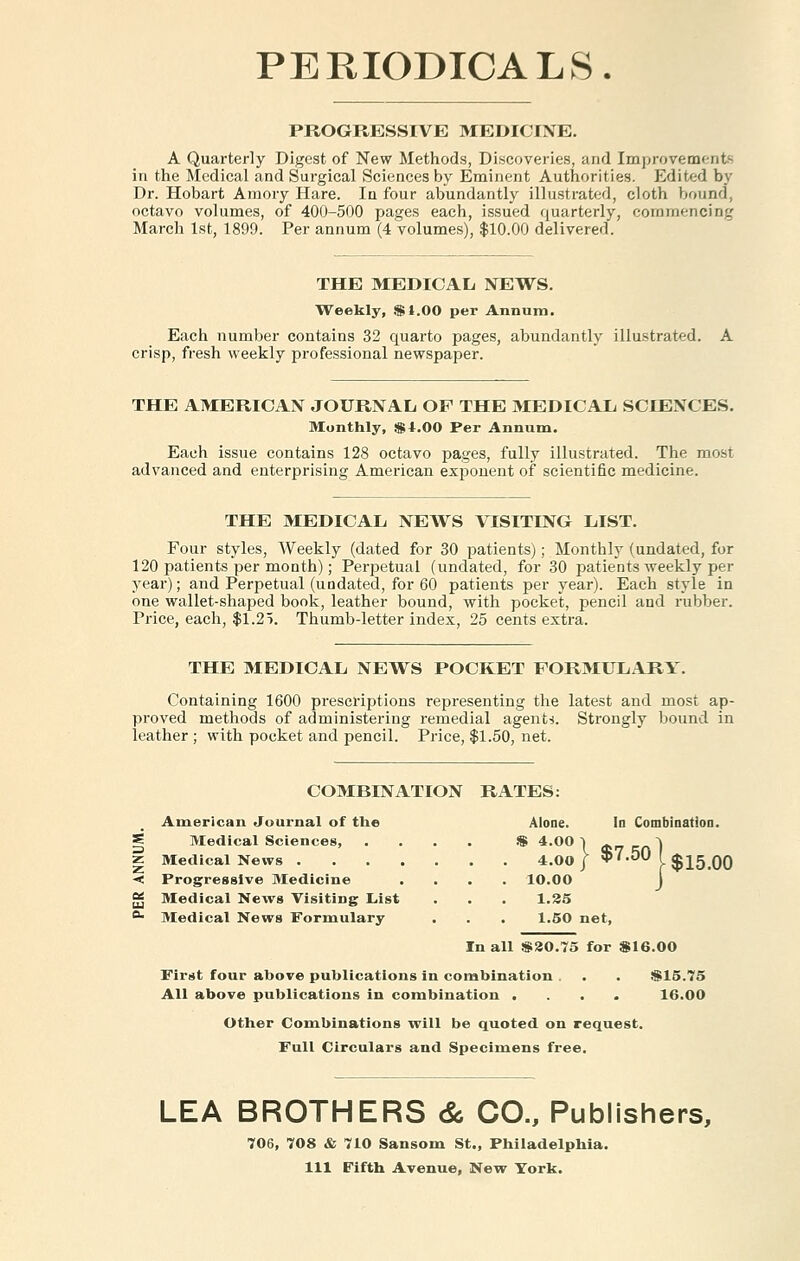 PERIODICALS.
PROGRESSIVE MEDICINE.
A Quarterly Digest of New Methods, Discoveries, and Improvements
in the Medical and Surgical Sciences by Eminent Authorities. Edited by
Dr. Hobart Amory Hare. In four abundantly illustrated, cloth bound,
octavo volumes, of 400-500 pages each, issued quarterly, commencing
March 1st, 1899. Per annum (4 volumes), $10.00 delivered.
THE MEDICAL NEWS.
Weekly, $4.00 per Annum.
Each number contains 32 quarto pages, abundantly illustrated. A
crisp, fresh weekly professional newspaper.
THE AMERICAN JOURNAL OF THE MEDICAL SCIENCES.
Monthly, $4.00 Per Annum.
Each issue contains 128 octavo pages, fully illustrated. The most
advanced and enterprising American exponent of scientific medicine.
THE MEDICAL NEWS VISITING LIST.
Four styles, Weekly (dated for 30 patients); Monthly (undated, for
120 patients per month); Perpetual (undated, for 30 patients weekly per
year); and Perpetual (undated, for 60 patients per year). Each style in
one wallet-shaped book, leather bound, with pocket, pencil and rubber.
Price, each, $1.25. Thumb-letter index, 25 cents extra.
THE MEDICAL NEWS POCKET FORMULARY.
Containing 1600 prescriptions representing the latest and most ap-
proved methods of administering remedial agents. Strongly bound in
leather; with pocket and pencil. Price, $1.50, net.
COMBINATION RATES:
PER ANNUM.
American Journal of the Alone. In Combination.
Medical Sciences, . . . . $ 4.00 } $7.50 } $15.00
Medical News . . . . . . . 4.00
Progressive Medicine . . . . 10.00
Medical News Visiting List . . . 1.25
Medical News Formulary . . . 1.50 net,
In all $20.75 for $16.00
First four above publications in combination . . . $15.75
All above publications in combination . . . . 16.00
Other Combinations will be quoted on request.
Full Circulars and Specimens free.
LEA BROTHERS & CO., Publishers,
706, 708 & 710 Sansom St., Philadelphia.
111 Fifth Avenue, New York.